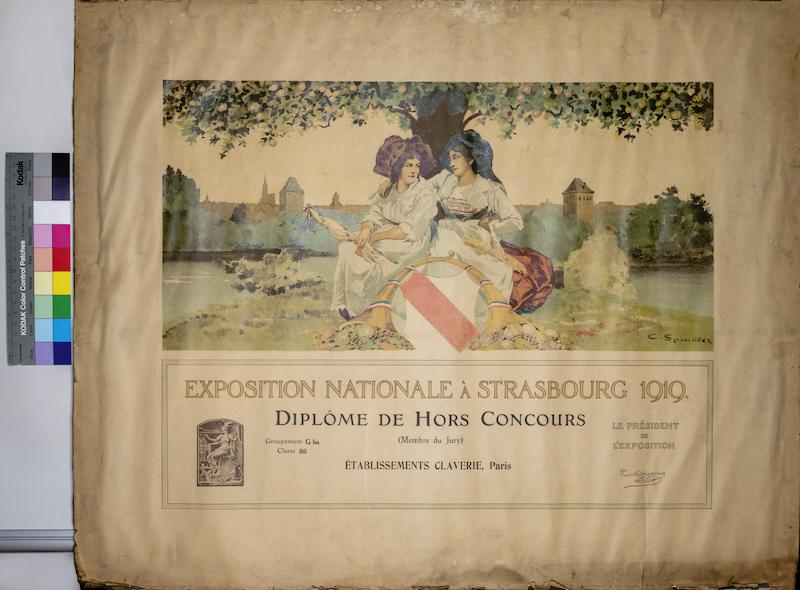 C. Spindler
EXPOSITION NATIONALE à STRASBOURG 1919.
DIPLÔME DE HORS CONCOURS
(Membre du Jury)
Groupement G bis
Classe 86
ÉTABLISSEMENTS CLAVERIE, Paris
LE PRÉSIDENT
DE
L'EXPOSITION
Kodak
KODAK Color Control Patches